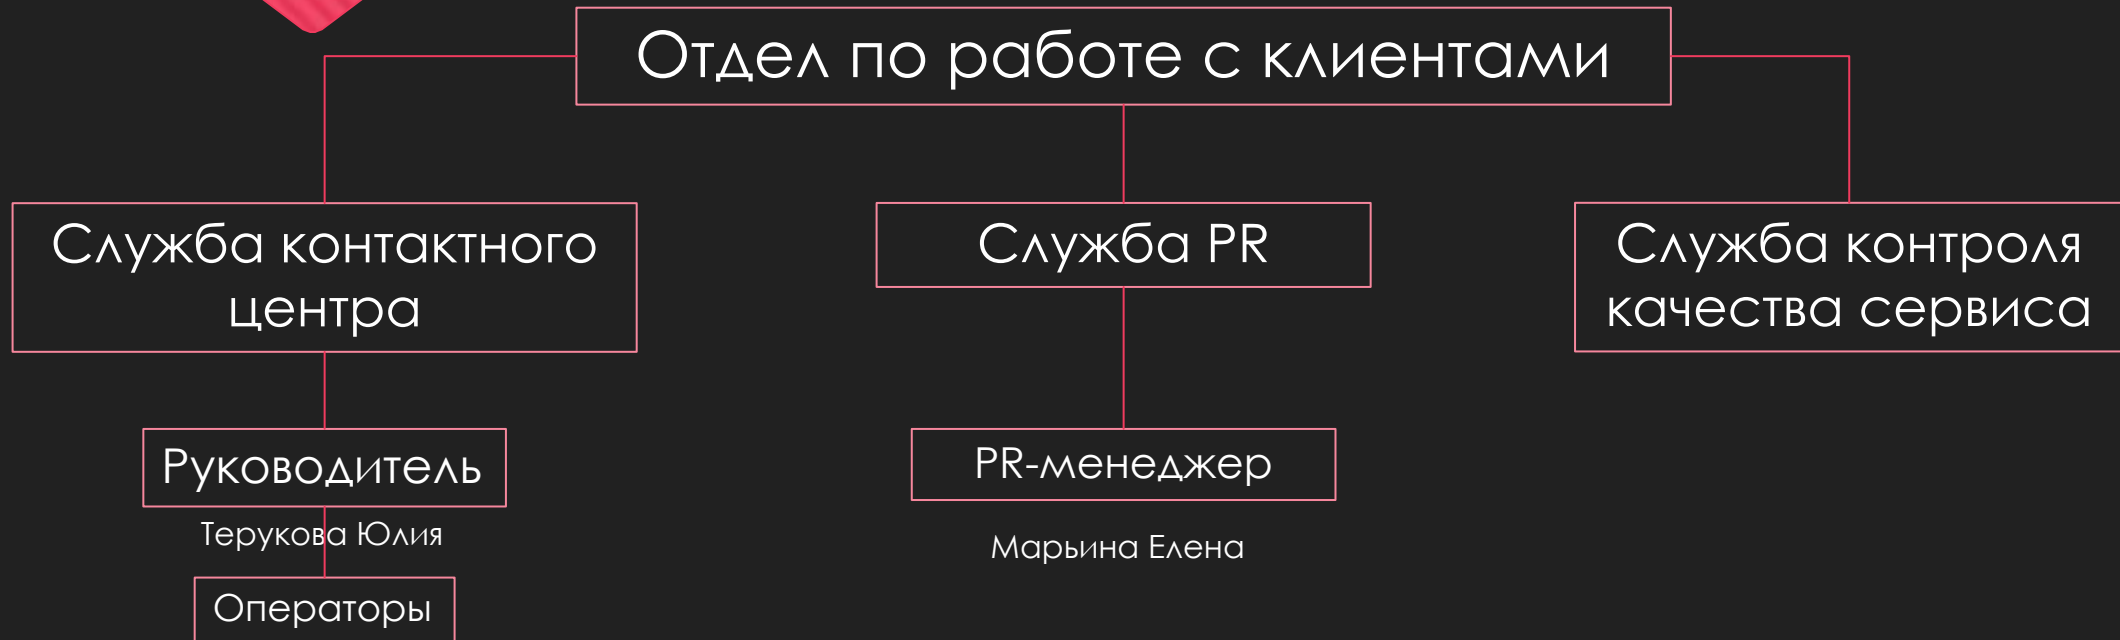 Отдел по работе с клиентами
Служба контактного
центра
Служба PR
Служба контроля
качества сервиса
Руководитель
Терукова Юлия
PR-менеджер
Марьина Елена
Операторы